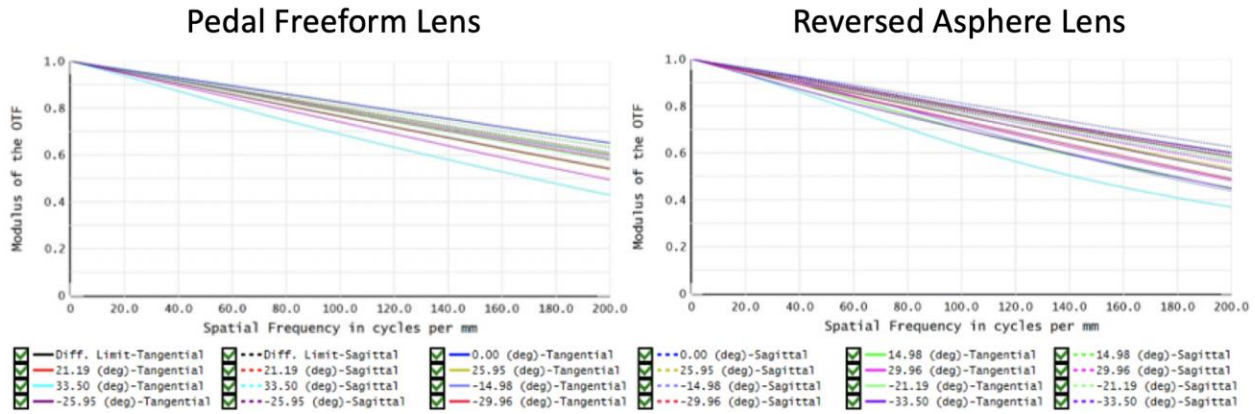 Pedal Freeform Lens
Reversed Asphere Lens
Modulus of the OTF
1.0
0.8
0.6
0.4
0.2
0
0 20.0 40.0 60.0 80.0 100.0 120.0 140.0 160.0 180.0 200.0
Spatial Frequency in cycles per mm
Modulus of the OTF
1.0
0.8
0.6
0.4
0.2
0
0 20.0 40.0 60.0 80.0 100.0 120.0 140.0 160.0 180.0 200.0
Spatial Frequency in cycles per mm
Diff. Limit-Tangential Diff. Limit-Sagittal 0.00 (deg)-Tangential 0.00 (deg)-Sagittal 14.98 (deg)-Tangential 14.98 (deg)-Sagittal
21.19 (deg)-Tangential 21.19 (deg)-Sagittal 25.95 (deg)-Tangential 25.95 (deg)-Sagittal 29.96 (deg)-Tangential 29.96 (deg)-Sagittal
33.50 (deg)-Tangential 33.50 (deg)-Sagittal -14.98 (deg)-Tangential -14.98 (deg)-Sagittal -21.19 (deg)-Tangential -21.19 (deg)-Sagittal
-25.95 (deg)-Tangential -25.95 (deg)-Sagittal -29.96 (deg)-Tangential -29.96 (deg)-Sagittal -33.50 (deg)-Tangential -33.50 (deg)-Sagittal